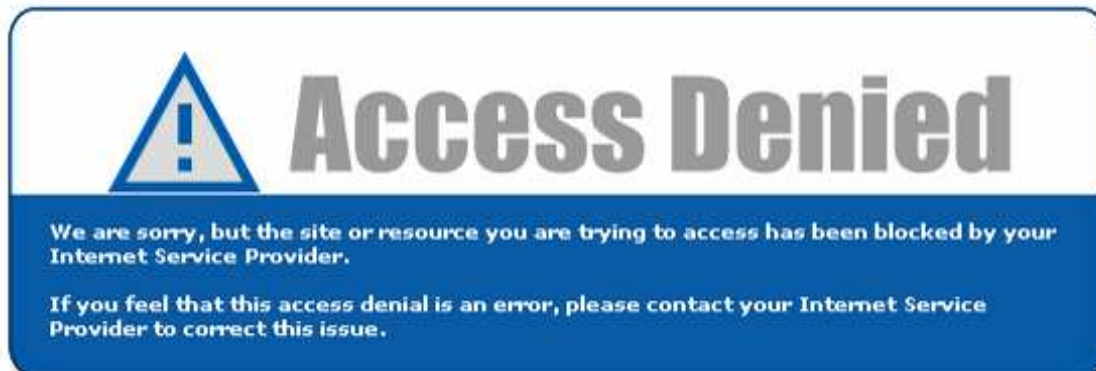 Access Denied
We are sorry, but the site or resource you are trying to access has been blocked by your
Internet Service Provider.
If you feel that this access denial is an error, please contact your Internet Service
Provider to correct this issue.